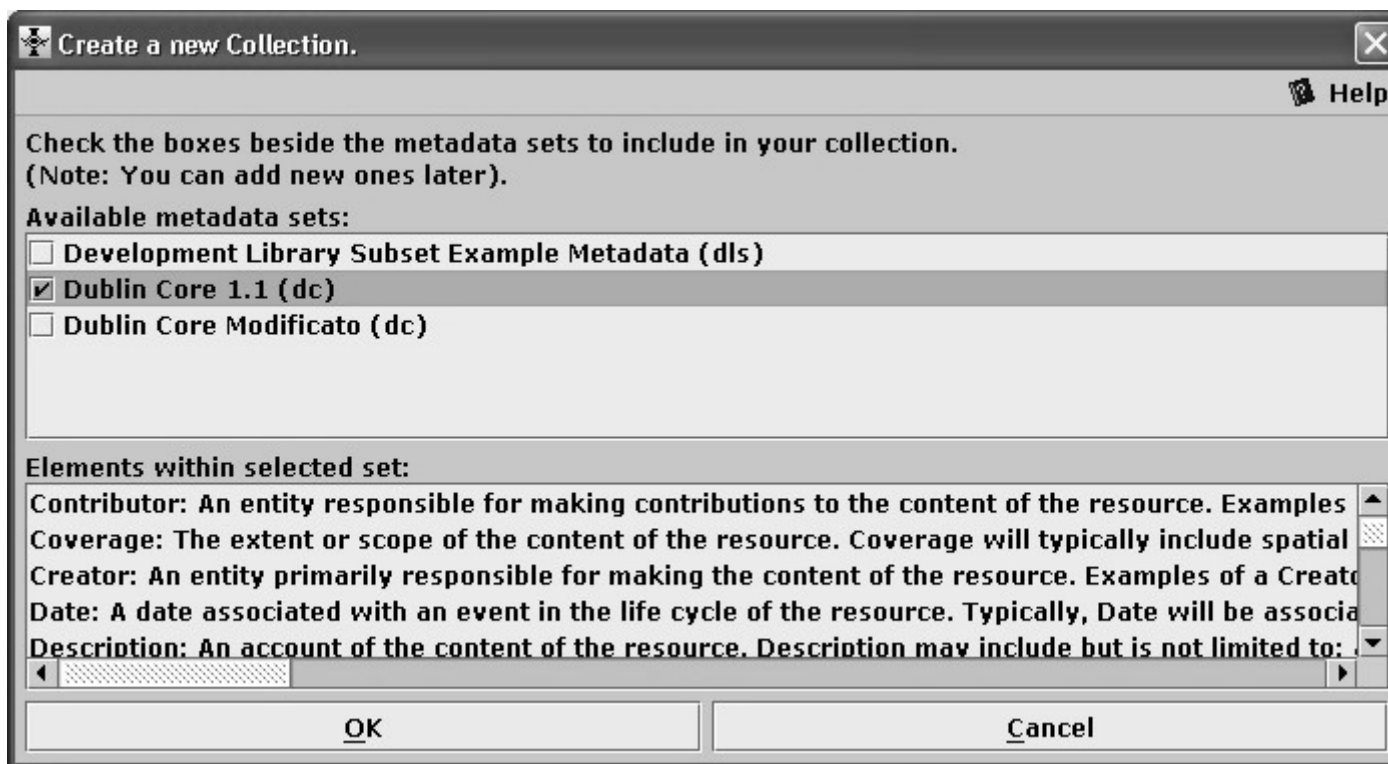 Create a new Collection.
Help
Check the boxes beside the metadata sets to include in your collection.
(Note: You can add new ones later).
Available metadata sets:
Development Library Subset Example Metadata (dls)
Dublin Core 1.1 (dc)
Dublin Core Modificato (dc)
Elements within selected set:
Contributor: An entity responsible for making contributions to the content of the resource. Examples
Coverage: The extent or scope of the content of the resource. Coverage will typically include spatial
Creator: An entity primarily responsible for making the content of the resource. Examples of a Creato
Date: A date associated with an event in the life cycle of the resource. Typically, Date will be associa
Description: An account of the content of the resource. Description may include but is not limited to:
OK
Cancel